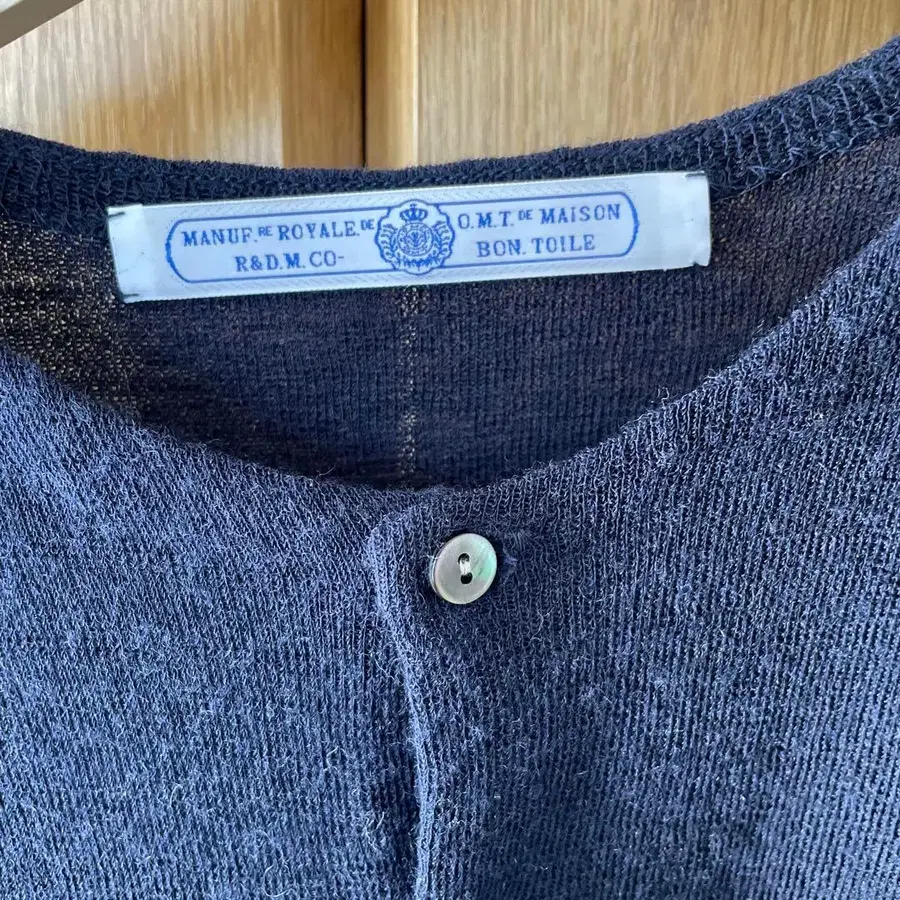 MANUF.RE ROYALE.DE O.M.T.DE MAISON
R&D.M.CO- BON.TOILE